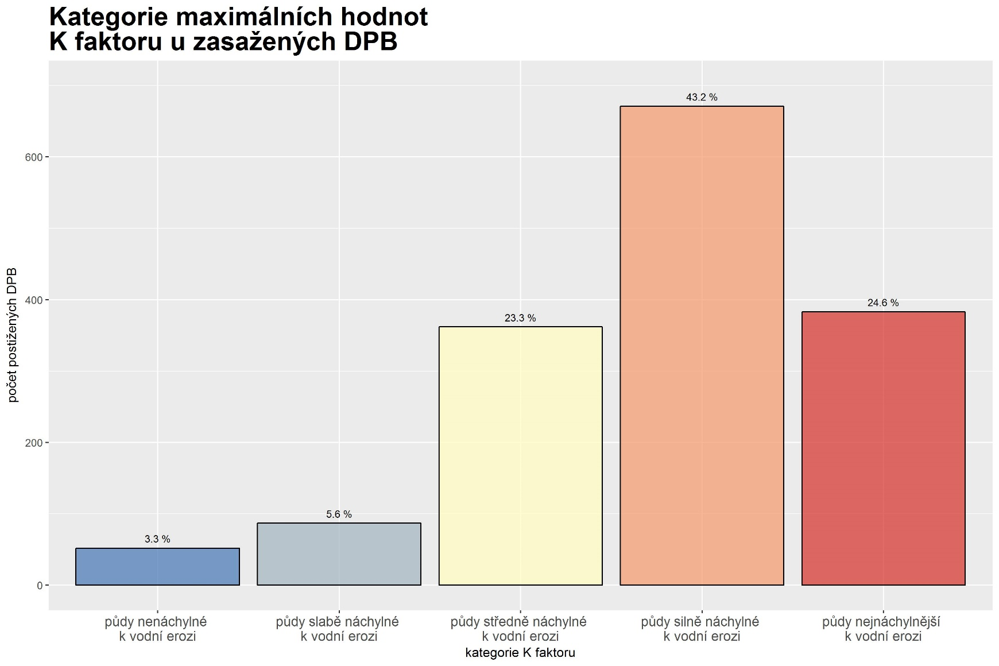 Kategorie maximálních hodnot
K faktoru u zasažených DPB
počet postižených DPB
600
400
200
0
3.3 %
5.6 %
23.3 %
43.2 %
24.6 %
půdy nenáchylné
k vodní erozi
půdy slabě náchylné
k vodní erozi
půdy středně náchylné
k vodní erozi
půdy silně náchylné
k vodní erozi
půdy nejnáchylnější
k vodní erozi
kategorie K faktoru